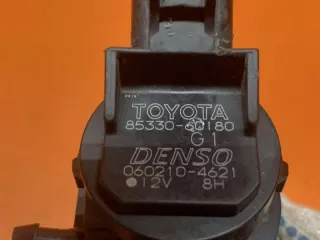 TOYOTA
85330-60180
G1
DENSO
060210-4621
12V 8H